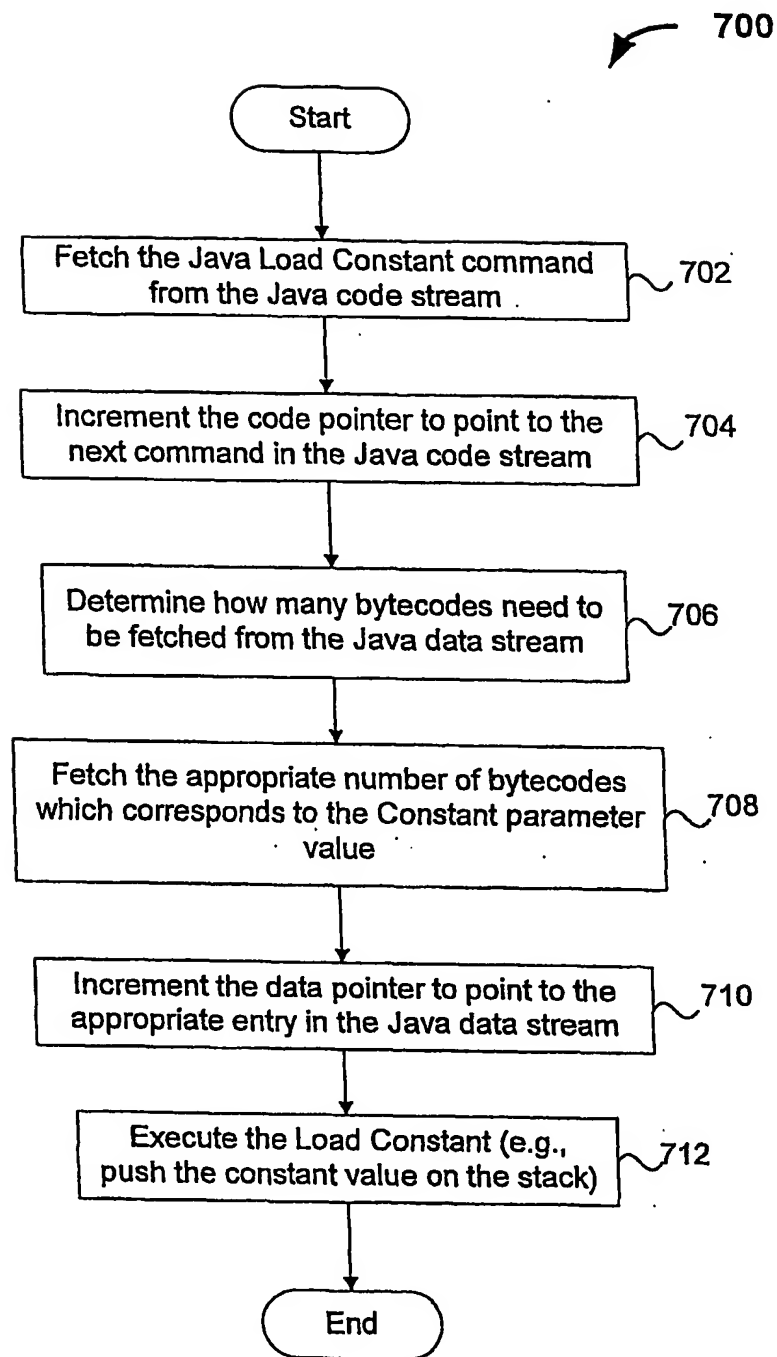 700
Start
Fetch the Java Load Constant command
from the Java code stream
702
Increment the code pointer to point to the
next command in the Java code stream
704
Determine how many bytecodes need to
be fetched from the Java data stream
706
Fetch the appropriate number of bytecodes
which corresponds to the Constant parameter
value
708
Increment the data pointer to point to the
appropriate entry in the Java data stream
710
Execute the Load Constant (e.g.,
push the constant value on the stack)
712
End